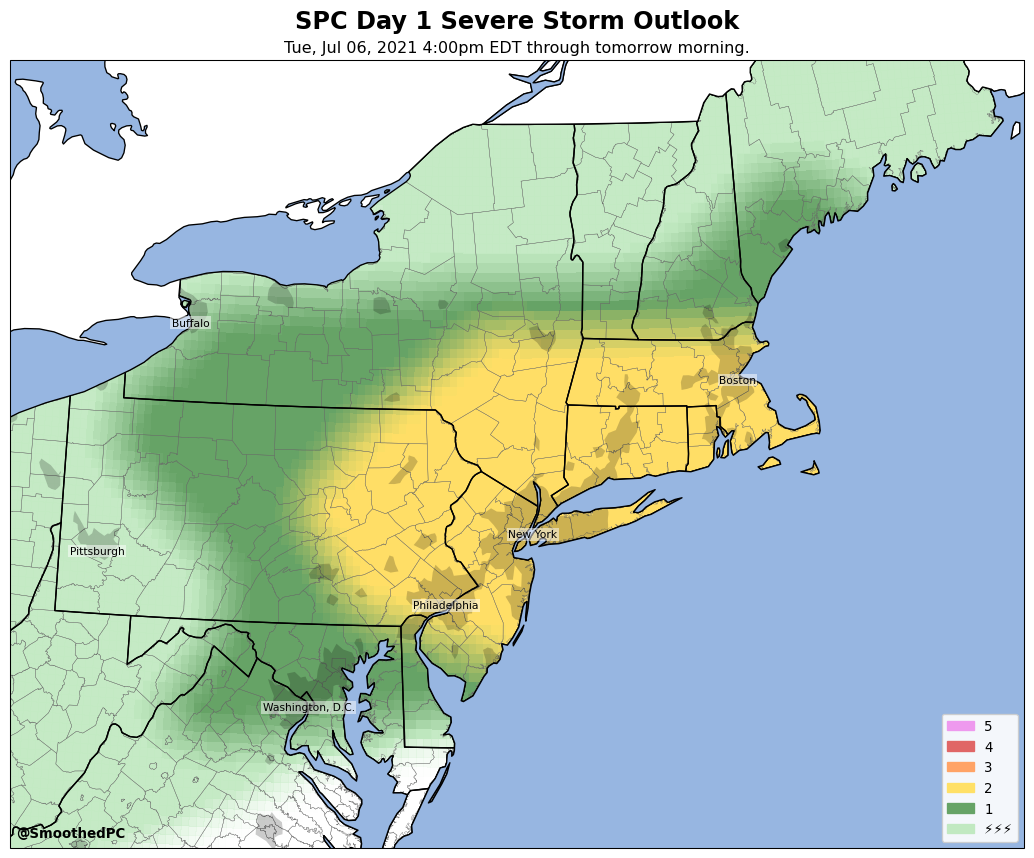 SPC Day 1 Severe Storm Outlook
Tue, Jul 06, 2021 4:00pm EDT through tomorrow morning.
Buffalo
Boston
New York
Pittsburgh
Philadelphia
Washington, D.C.
5
4
3
2
1
⚡⚡⚡
@SmoothedPC